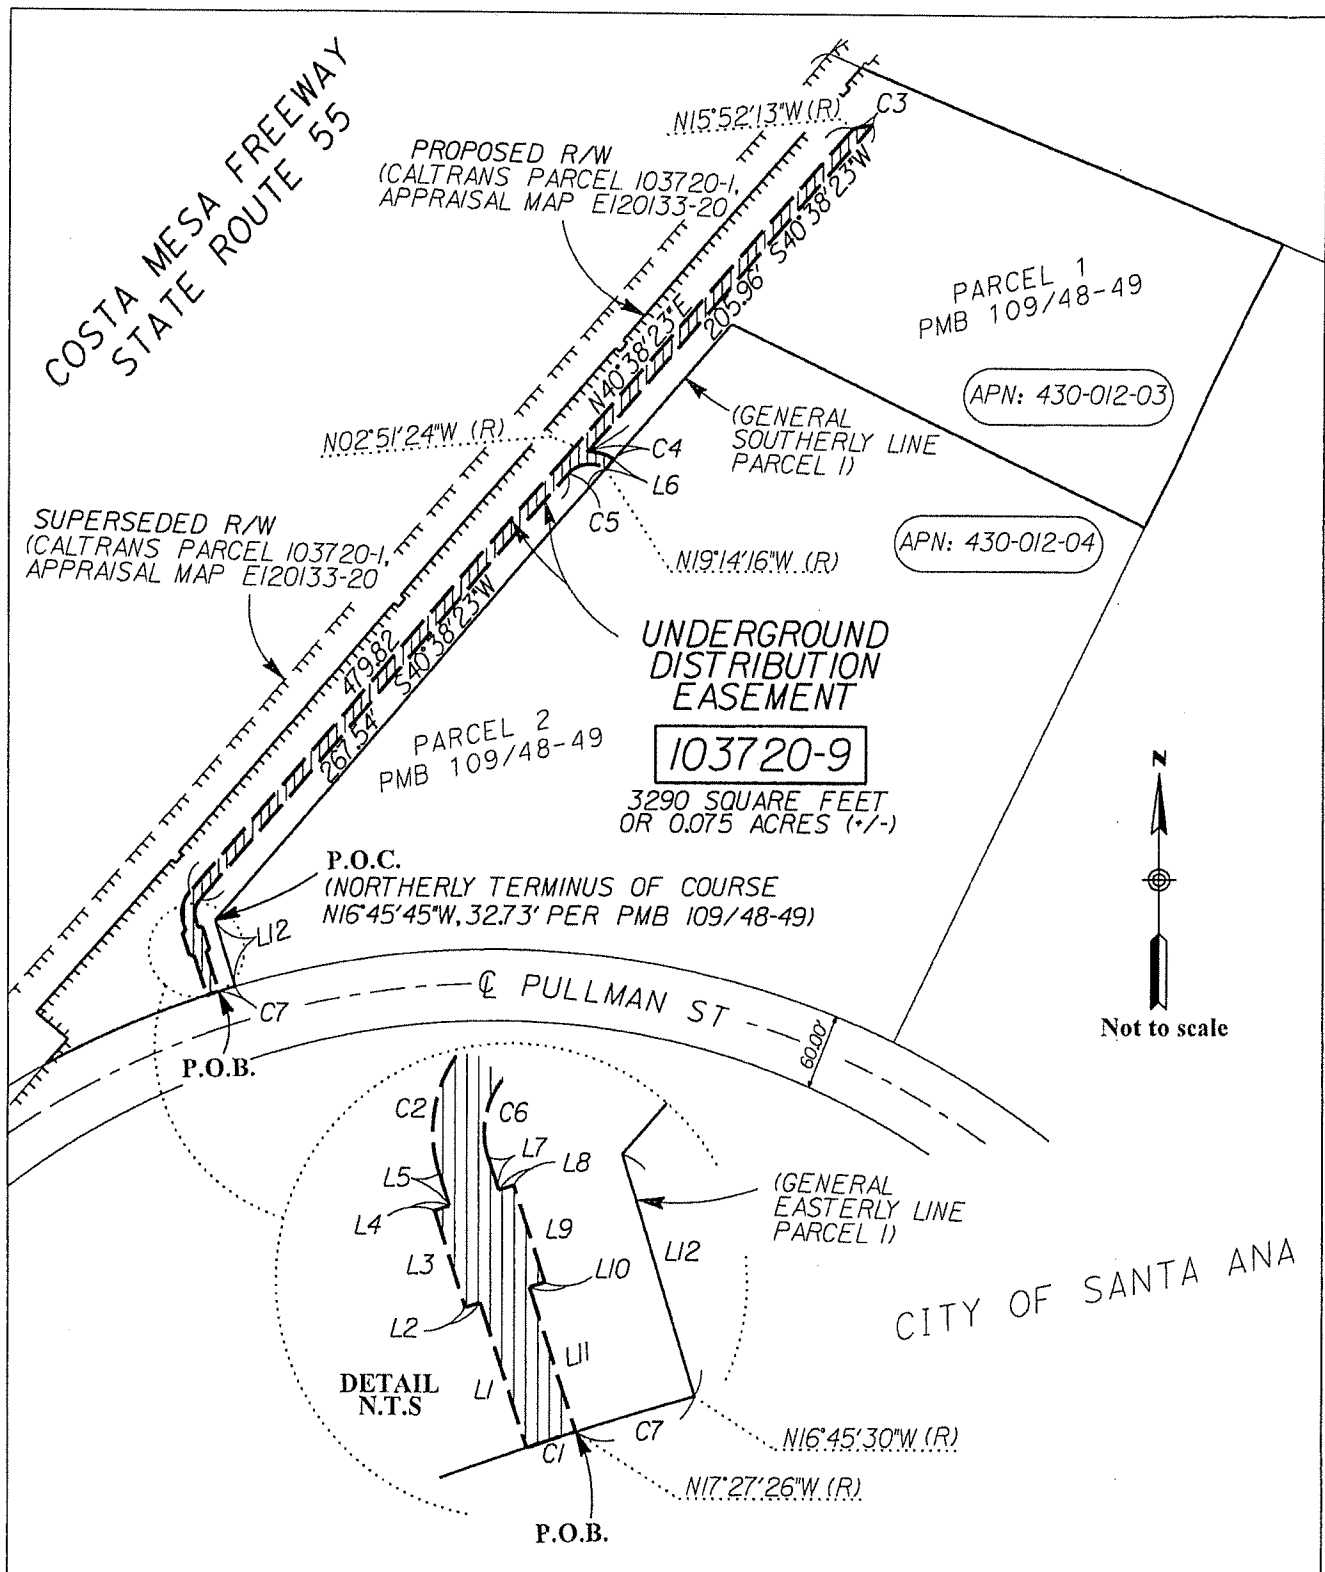 COSTA MESA FREEWAY
STATE ROUTE 55
N15°52'13"W (R)
C3
PROPOSED R/W
(CALTRANS PARCEL 103720-1,
APPRAISAL MAP E120133-20
S40°38'23"W
205.96'
N40°38'23"E
PARCEL 1
PMB 109/48-49
APN: 430-012-03
N02°51'24"W (R)
(GENERAL
SOUTHERLY LINE
PARCEL 1)
C4
L6
C5
SUPERSEDED R/W
(CALTRANS PARCEL 103720-1,
APPRAISAL MAP E120133-20
APN: 430-012-04
N19°14'16"W (R)
479.82
S40°38'23"W
267.54'
UNDERGROUND
DISTRIBUTION
EASEMENT
103720-9
3290 SQUARE FEET
OR 0.075 ACRES (+/-)
PARCEL 2
PMB 109/48-49
N
Not to scale
P.O.C.
(NORTHERLY TERMINUS OF COURSE
N16°45'45"W, 32.73' PER PMB 109/48-49)
L12
C7
P.O.B.
℄ PULLMAN ST
60.00'
C2
C6
L7
L8
L5
L4
L9
L3
L10
L2
L12
L11
L1
(GENERAL
EASTERLY LINE
PARCEL 1)
CITY OF SANTA ANA
DETAIL
N.T.S
C1
C7
N16°45'30"W (R)
N17°27'26"W (R)
P.O.B.